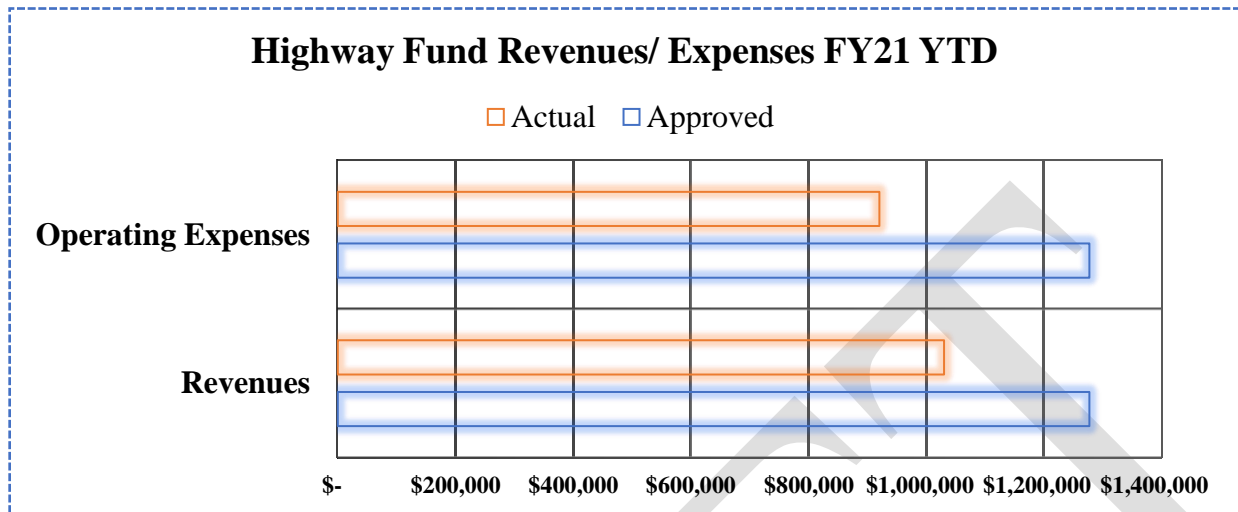 Highway Fund Revenues/ Expenses FY21 YTD
Actual Approved
Operating Expenses
Revenues
$- $200,000 $400,000 $600,000 $800,000 $1,000,000 $1,200,000 $1,400,000